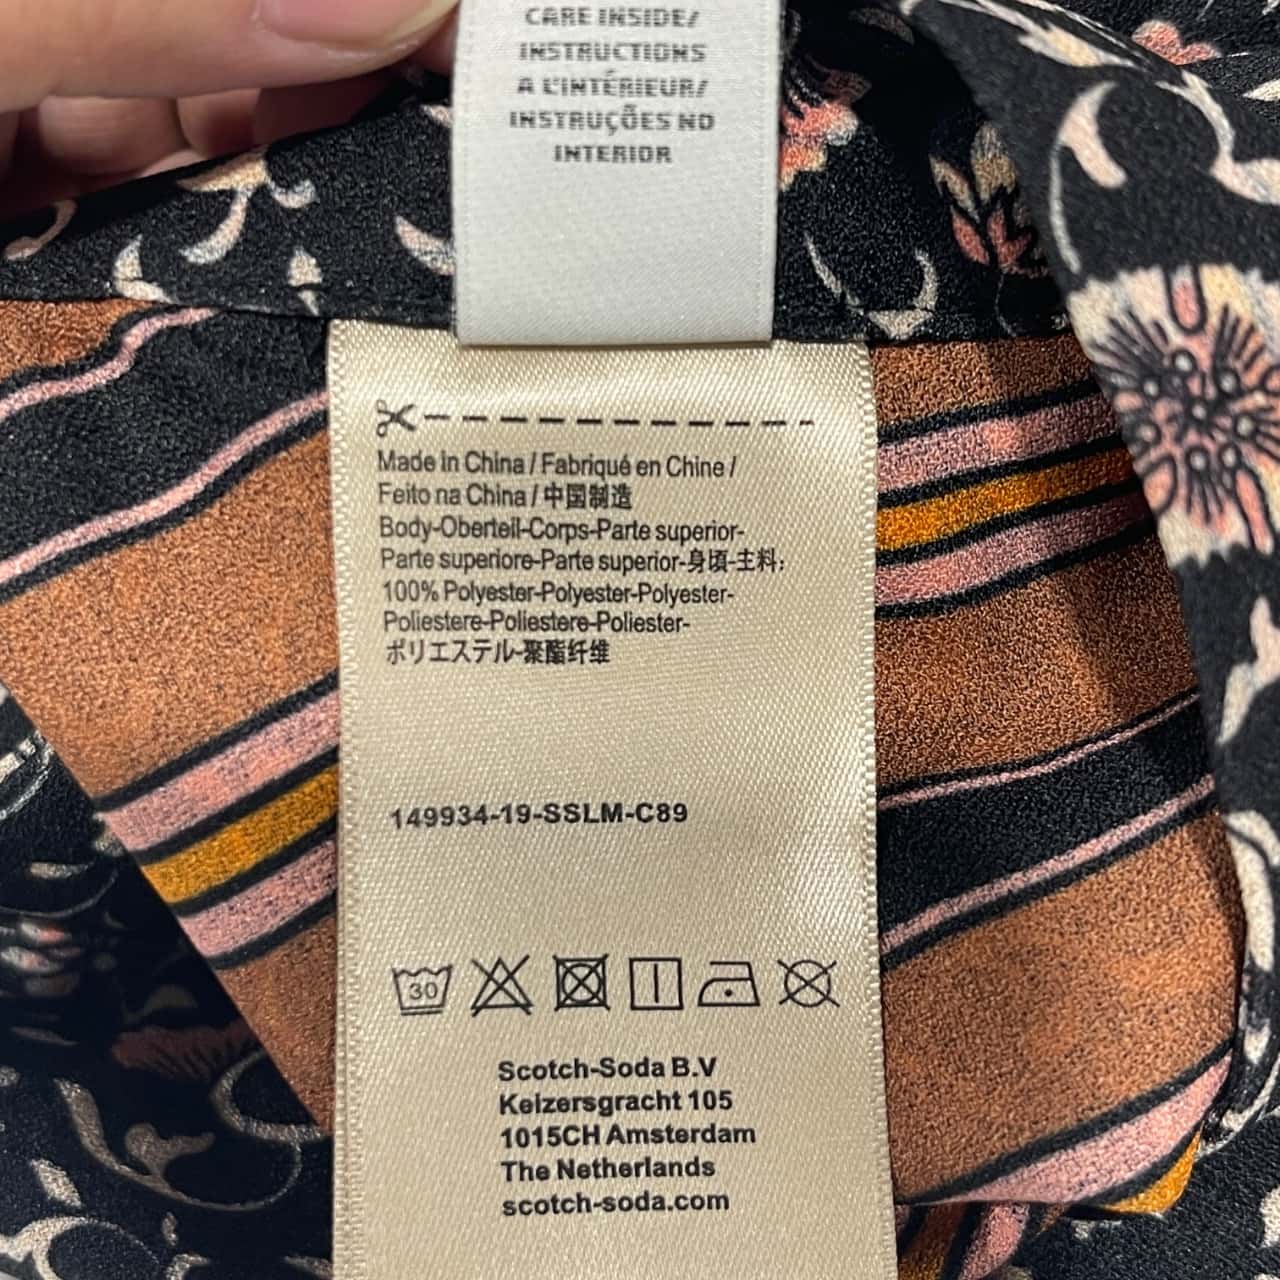 CARE INSIDE/
INSTRUCTIONS
A L'INTÉRIEUR/
INSTRUÇÕES NO
INTERIOR
Made in China / Fabriqué en Chine /
Feito na China / 中国制造
Body-Oberteil-Corps-Parte superior-
Parte superiore-Parte superior-身頃-主料:
100% Polyester-Polyester-Polyester-
Poliestere-Poliestere-Poliester-
ポリエステル-聚酯纤维
149934-19-SSLM-C89
30
Scotch-Soda B.V
Keizersgracht 105
1015CH Amsterdam
The Netherlands
scotch-soda.com